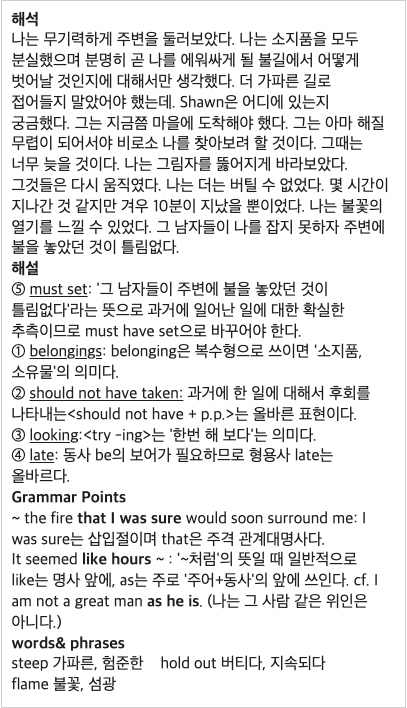 해석
나는 무기력하게 주변을 둘러보았다. 나는 소지품을 모두
분실했으며 분명히 곧 나를 에워싸게 될 불길에서 어떻게
벗어날 것인지에 대해서만 생각했다. 더 가파른 길로
접어들지 말았어야 했는데. Shawn은 어디에 있는지
궁금했다. 그는 지금쯤 마을에 도착해야 했다. 그는 아마 해질
무렵이 되어서야 비로소 나를 찾아보려 할 것이다. 그때는
너무 늦을 것이다. 나는 그림자를 뚫어지게 바라보았다.
그것들은 다시 움직였다. 나는 더는 버틸 수 없었다. 몇 시간이
지나간 것 같지만 겨우 10분이 지났을 뿐이었다. 나는 불꽃의
열기를 느낄 수 있었다. 그 남자들이 나를 잡지 못하자 주변에
불을 놓았던 것이 틀림없다.
해설
⑤ must set: '그 남자들이 주변에 불을 놓았던 것이
틀림없다'라는 뜻으로 과거에 일어난 일에 대한 확실한
추측이므로 must have set으로 바꾸어야 한다.
① belongings: belonging은 복수형으로 쓰이면 '소지품,
소유물'의 의미다.
② should not have taken: 과거에 한 일에 대해서 후회를
나타내는<should not have + p.p.>는 올바른 표현이다.
③ looking:<try -ing>는 '한번 해 보다'는 의미다.
④ late: 동사 be의 보어가 필요하므로 형용사 late는
올바르다.
Grammar Points
~ the fire that I was sure would soon surround me: I
was sure는 삽입절이며 that은 주격 관계대명사다.
It seemed like hours ~ : '~처럼'의 뜻일 때 일반적으로
like는 명사 앞에, as는 주로 '주어+동사'의 앞에 쓰인다. cf. I
am not a great man as he is. (나는 그 사람 같은 위인은
아니다.)
words& phrases
steep 가파른, 험준한 hold out 버티다, 지속되다
flame 불꽃, 섬광